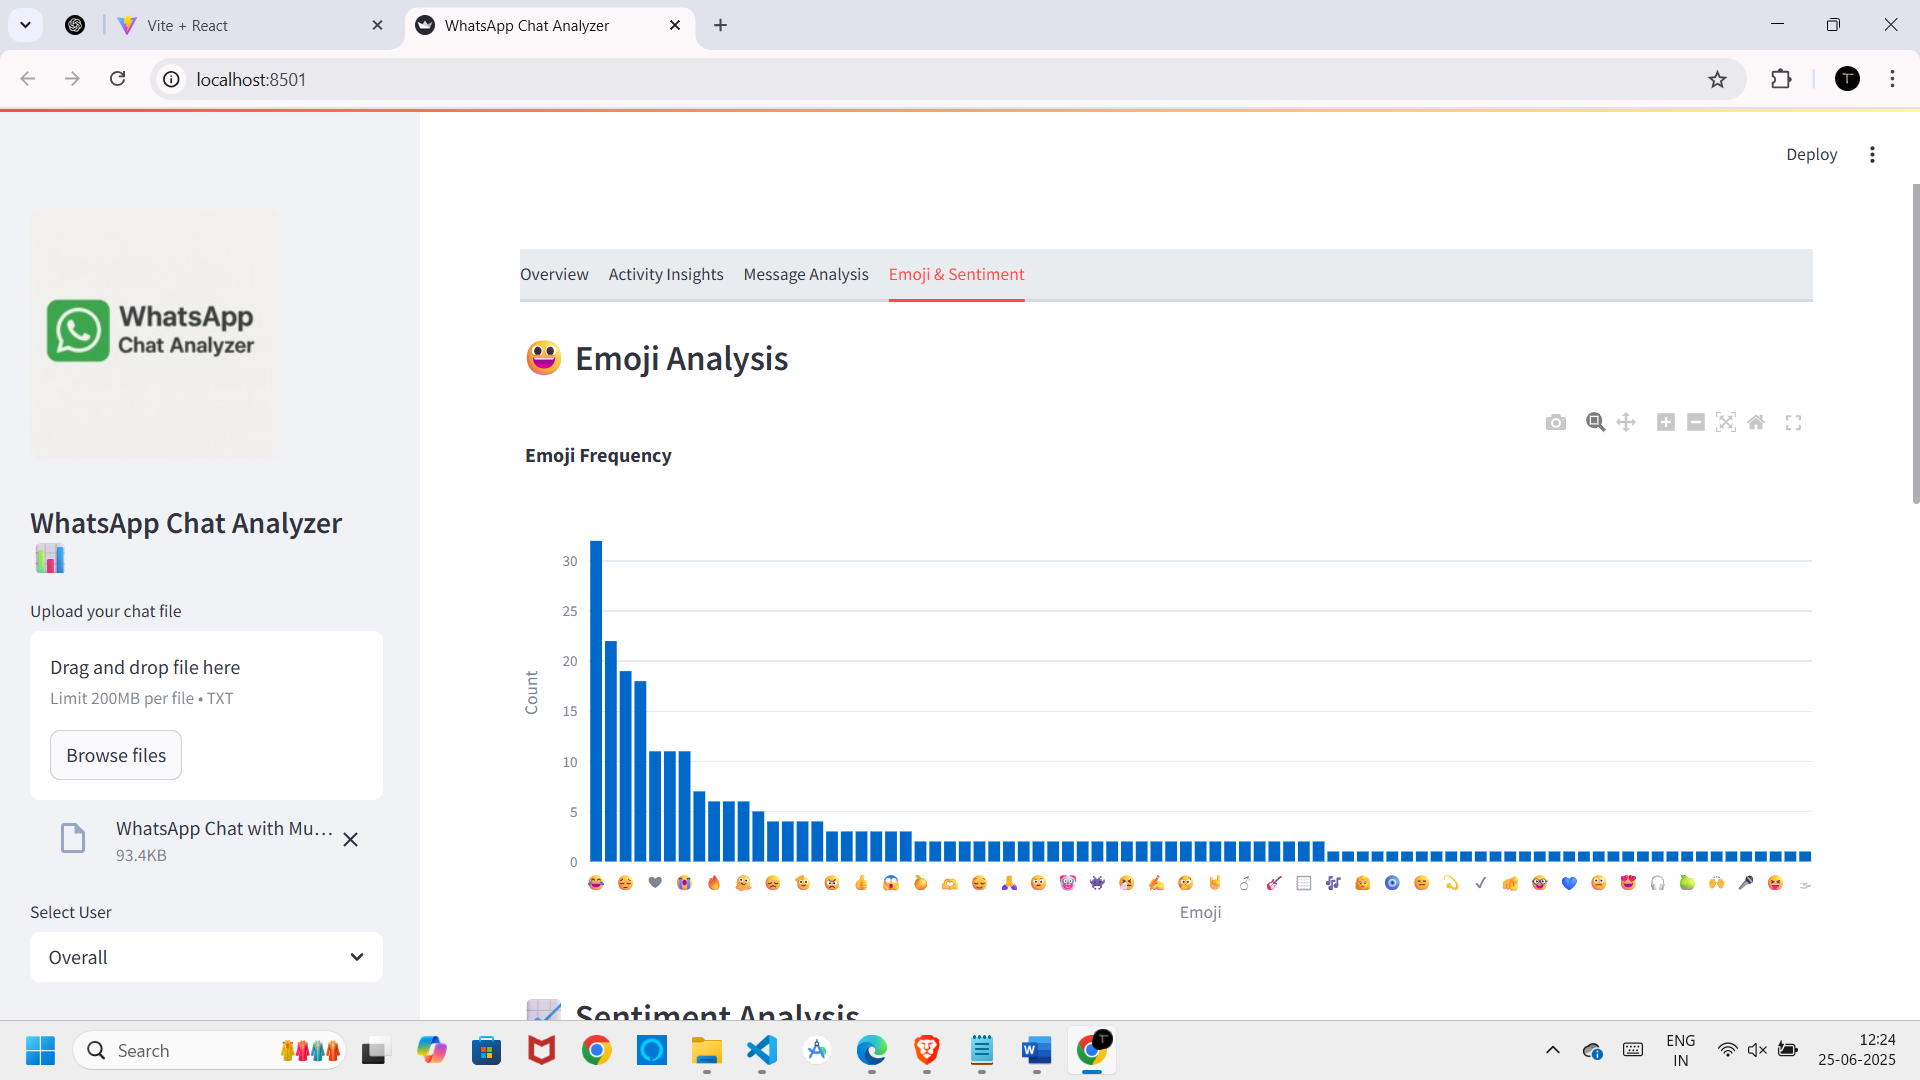 Vite + React
WhatsApp Chat Analyzer
localhost:8501
T
Deploy
WhatsApp
Chat Analyzer
WhatsApp Chat Analyzer
Upload your chat file
Drag and drop file here
Limit 200MB per file • TXT
Browse files
WhatsApp Chat with Mu...
93.4KB
Select User
Overall
Overview Activity Insights Message Analysis Emoji & Sentiment
Emoji Analysis
Emoji Frequency
30
25
20
15
10
5
0
Count
Emoji
Sentiment Analysis
Search
T
ENG
IN
12:24
25-06-2025